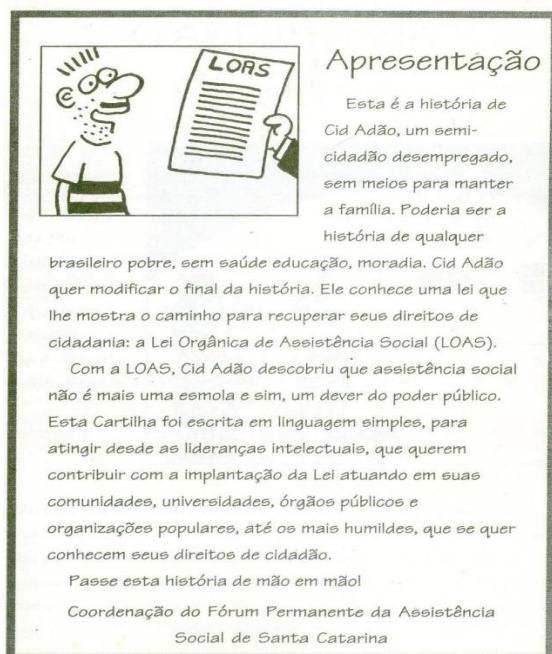 LOAS
Apresentação
Esta é a história de
Cid Adão, um semi-
cidadão desempregado,
sem meios para manter
a família. Poderia ser a
história de qualquer
brasileiro pobre, sem saúde educação, moradia. Cid Adão
quer modificar o final da história. Ele conhece uma lei que
lhe mostra o caminho para recuperar seus direitos de
cidadania: a Lei Orgânica de Assistência Social (LOAS).
Com a LOAS, Cid Adão descobriu que assistência social
não é mais uma esmola e sim, um dever do poder público.
Esta Cartilha foi escrita em linguagem simples, para
atingir desde as lideranças intelectuais, que querem
contribuir com a implantação da Lei atuando em suas
comunidades, universidades, órgãos públicos e
organizações populares, até os mais humildes, que se quer
conhecem seus direitos de cidadão.
Passe esta história de mão em mão!
Coordenação do Fórum Permanente da Assistência
Social de Santa Catarina